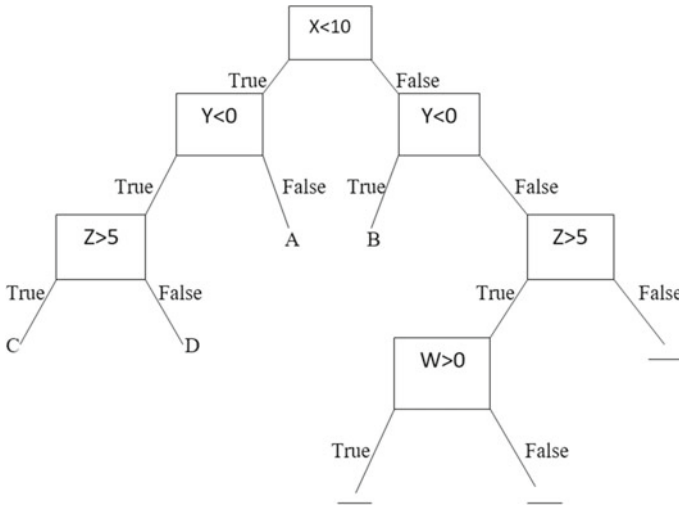 X<10
True False
Y<0 Y<0
True False True False
Z>5 A B Z>5
True False True False
C D
W>0
True False